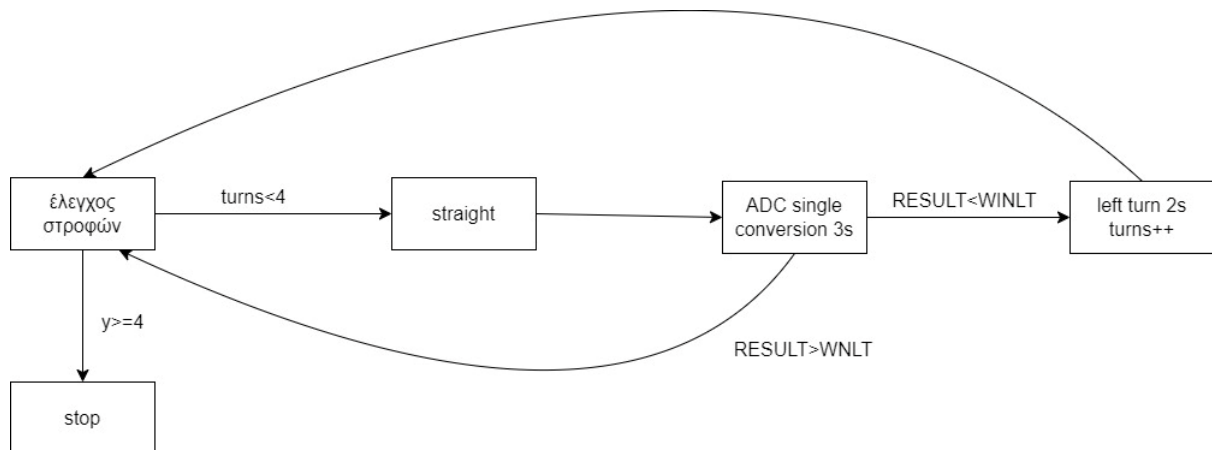 έλεγχος
στροφών
turns<4
straight
ADC single
conversion 3s
RESULT<WINLT
left turn 2s
turns++
y>=4
RESULT>WNLT
stop